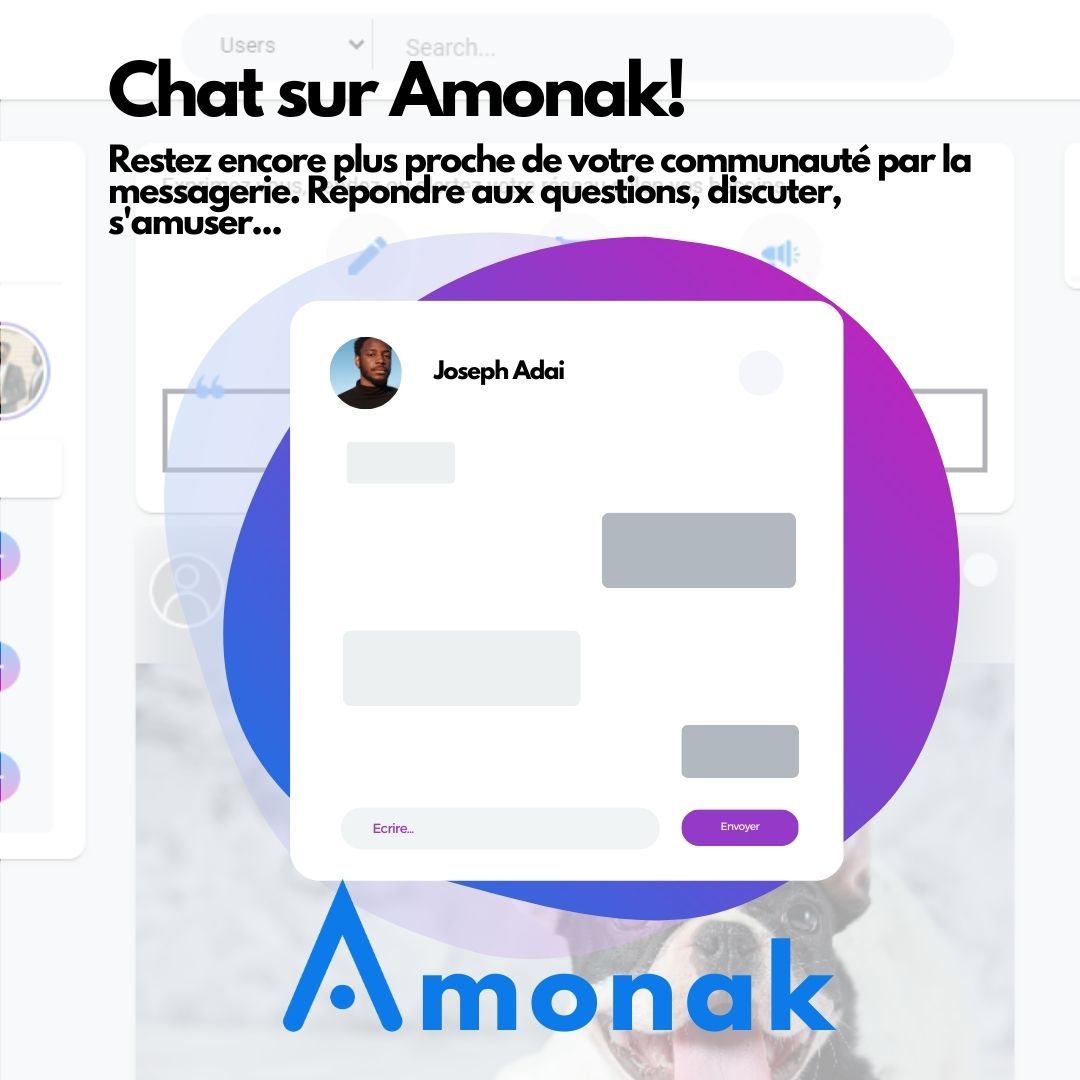 Users
Search...
Chat sur Amonak!
Restez encore plus proche de votre communauté par la
messagerie. Répondre aux questions, discuter,
s'amuser...
Joseph Adai
Ecrire...
Envoyer
Amonak